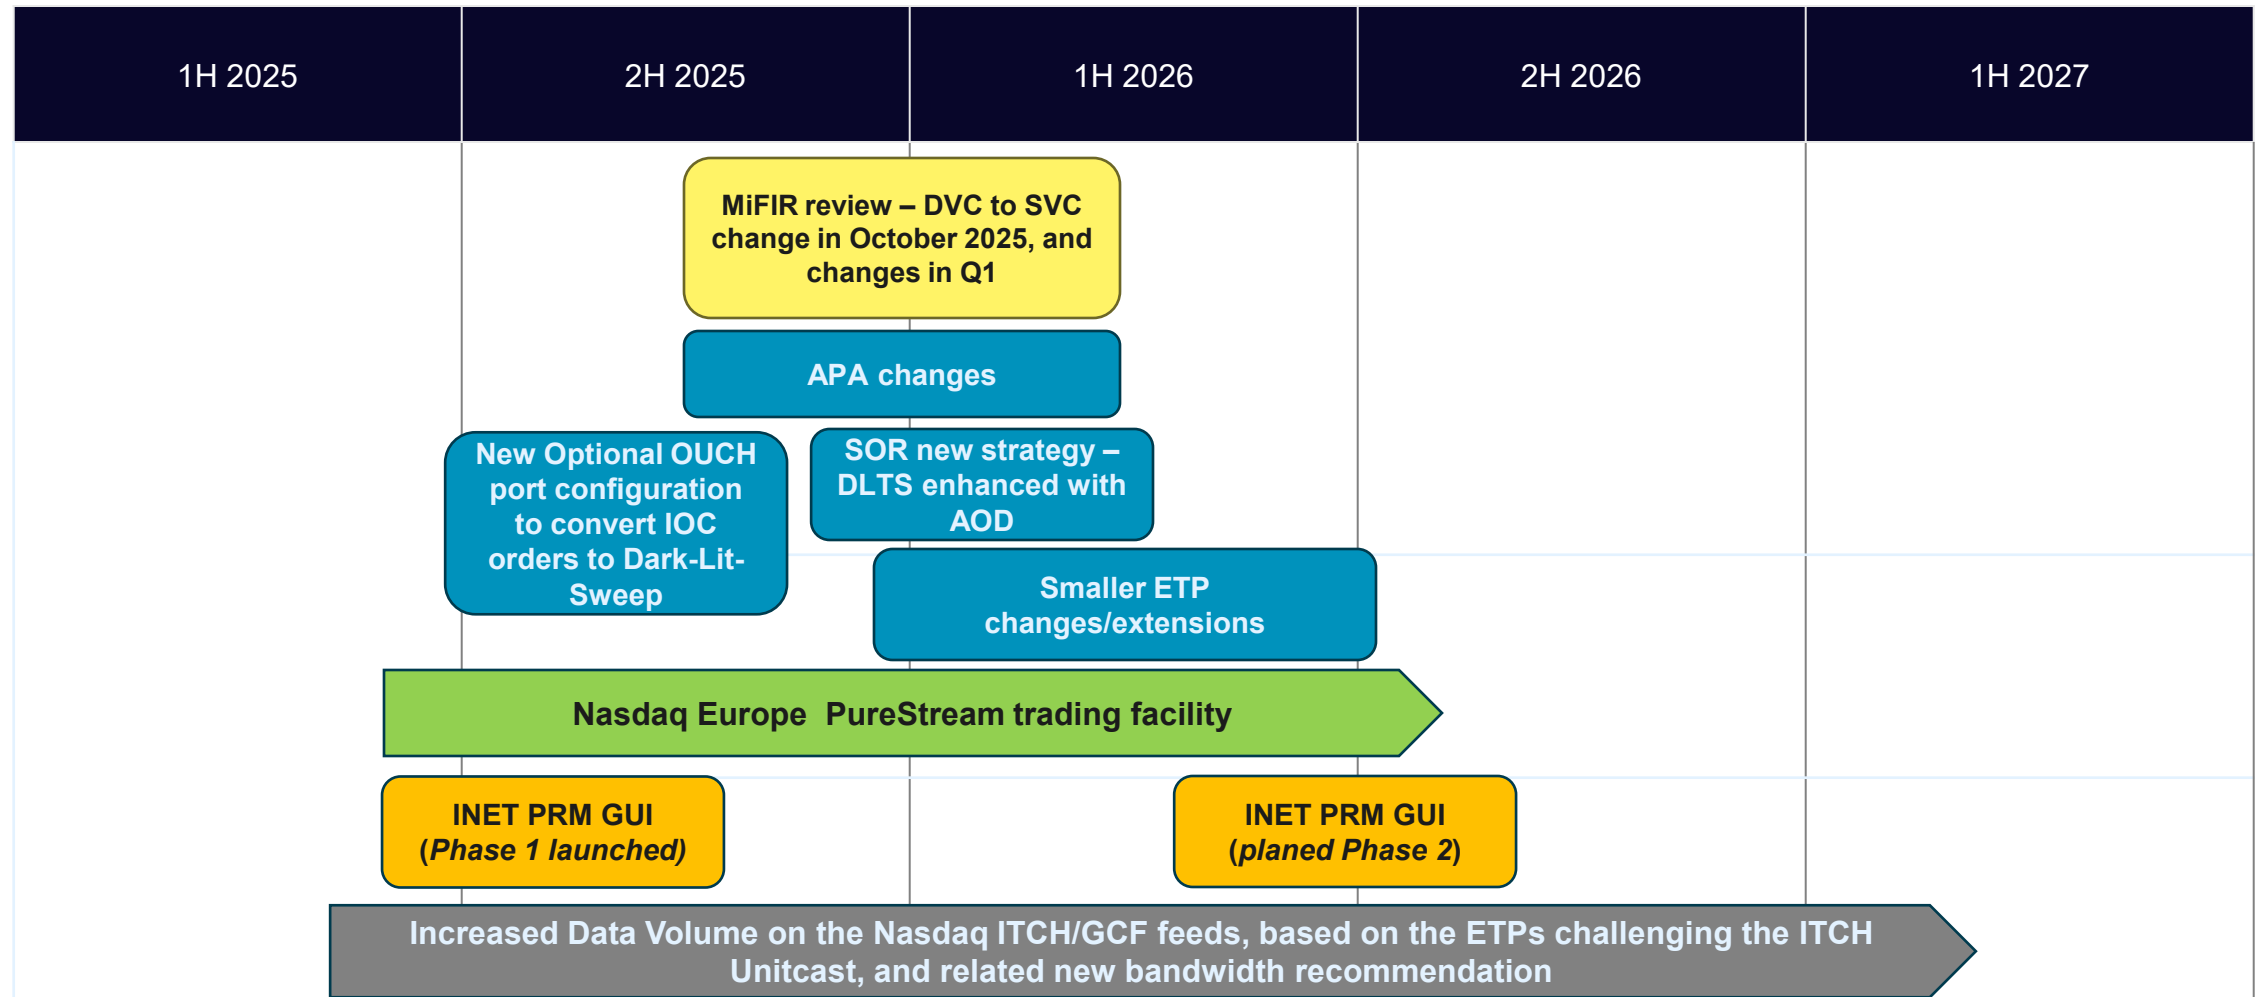 1H 2025
2H 2025
1H 2026
2H 2026
1H 2027
MiFIR review – DVC to SVC
change in October 2025, and
changes in Q1
APA changes
New Optional OUCH
port configuration
to convert IOC
orders to Dark-Lit-
Sweep
SOR new strategy –
DLTS enhanced with
AOD
Smaller ETP
changes/extensions
Nasdaq Europe  PureStream trading facility
INET PRM GUI
(Phase 1 launched)
INET PRM GUI
(planed Phase 2)
Increased Data Volume on the Nasdaq ITCH/GCF feeds, based on the ETPs challenging the ITCH
Unitcast, and related new bandwidth recommendation